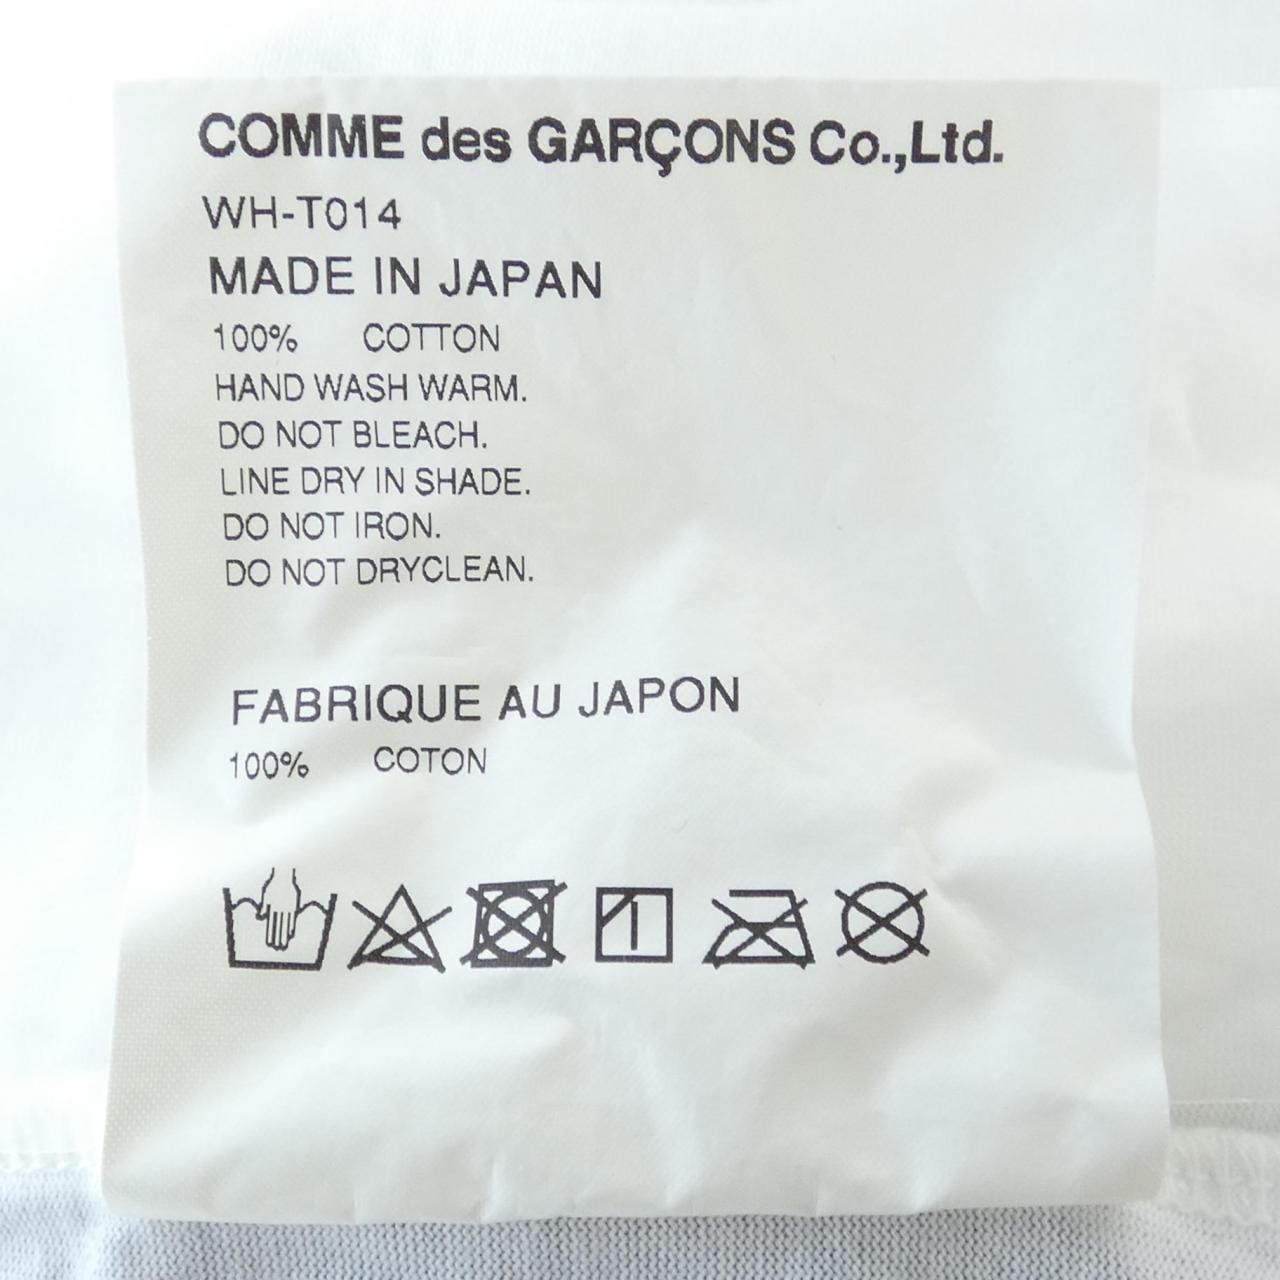 COMME des GARÇONS Co.,Ltd.
WH-T014
MADE IN JAPAN
100% COTTON
HAND WASH WARM.
DO NOT BLEACH.
LINE DRY IN SHADE.
DO NOT IRON.
DO NOT DRYCLEAN.
FABRIQUE AU JAPON
100% COTON